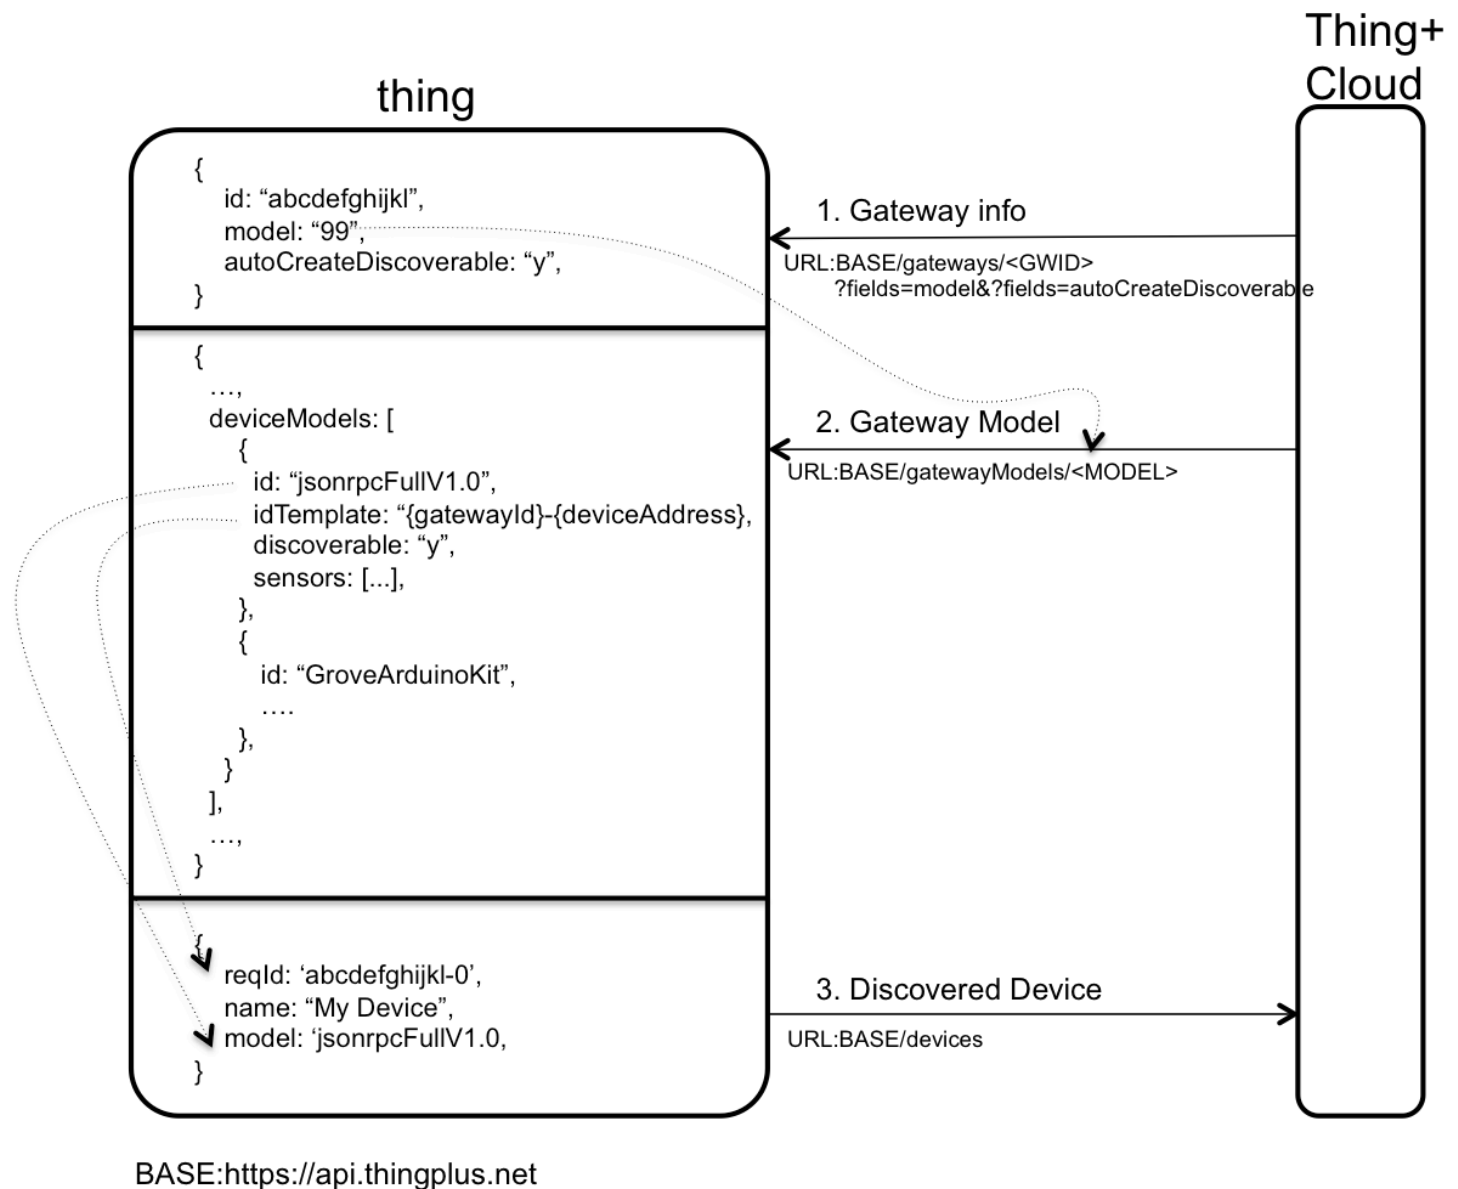 Thing+
Cloud
thing
{
id: “abcdefghijkl”,
model: “99”,
autoCreateDiscoverable: “y”,
}
1. Gateway info
URL:BASE/gateways/<GWID>
?fields=model&?fields=autoCreateDiscoverable
{
…,
deviceModels: [
{
id: “jsonrpcFullV1.0”,
idTemplate: “{gatewayId}-{deviceAddress},
discoverable: “y”,
sensors: [...],
},
{
id: “GroveArduinoKit”,
….
},
}
],
…,
}
2. Gateway Model
URL:BASE/gatewayModels/<MODEL>
{
reqId: ‘abcdefghijkl-0’,
name: “My Device”,
model: ‘jsonrpcFullV1.0,
}
3. Discovered Device
URL:BASE/devices
BASE:https://api.thingplus.net